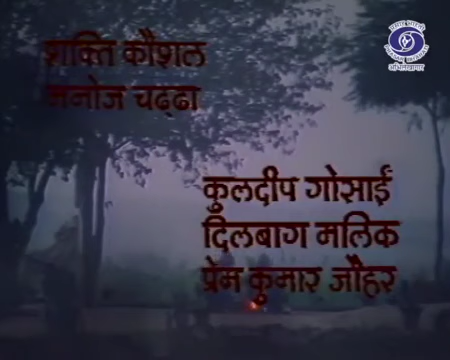 शक्ति कौशल
मनोज चढ्ढा
कुलदीप गोसाईं
दिलबाग मलिक
प्रेम कुमार जौहर